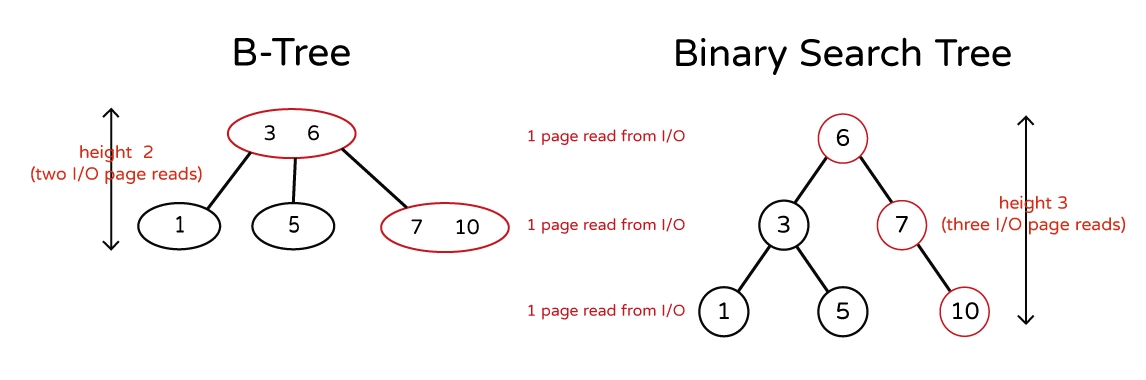 B-Tree
Binary Search Tree
3 6
1 page read from I/O
6
height 2
(two I/O page reads)
1
5
7 10
1 page read from I/O
3
7
height 3
(three I/O page reads)
1 page read from I/O
1
5
10